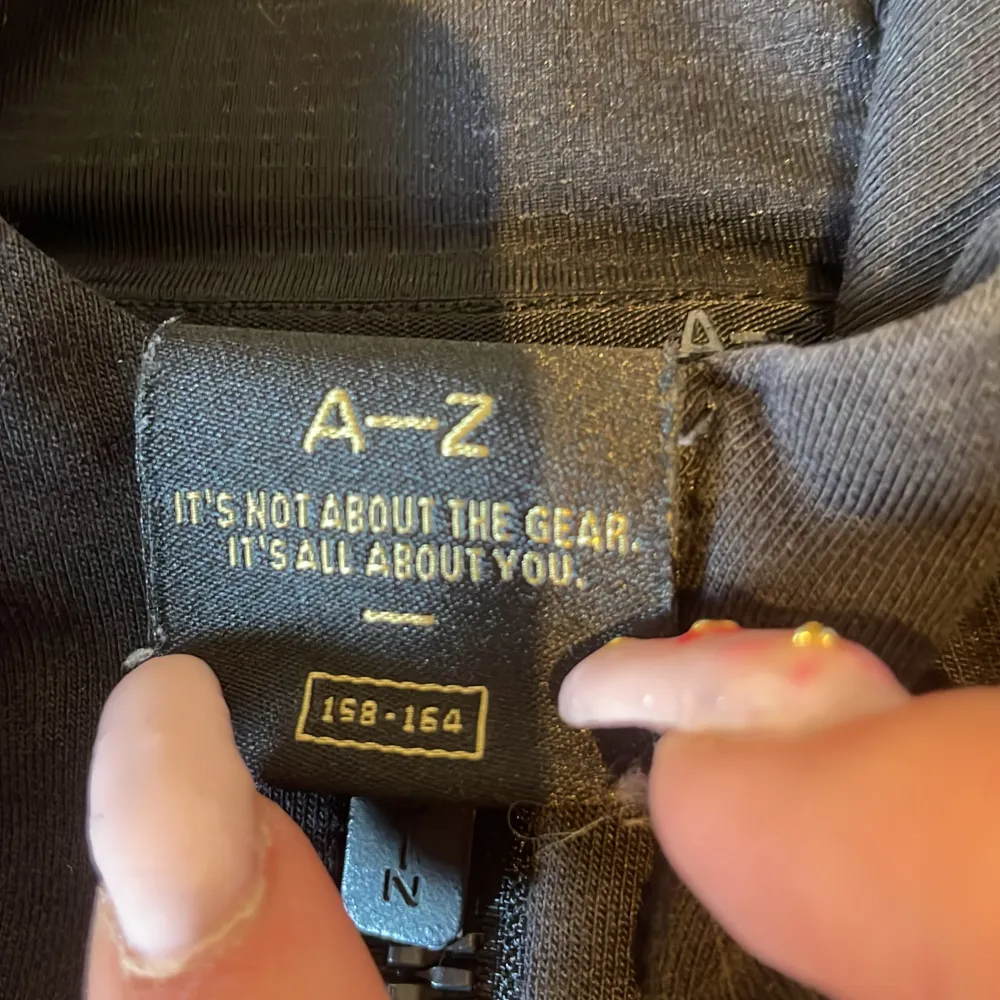 A—Z
IT'S NOT ABOUT THE GEAR.
IT'S ALL ABOUT YOU.
158-164